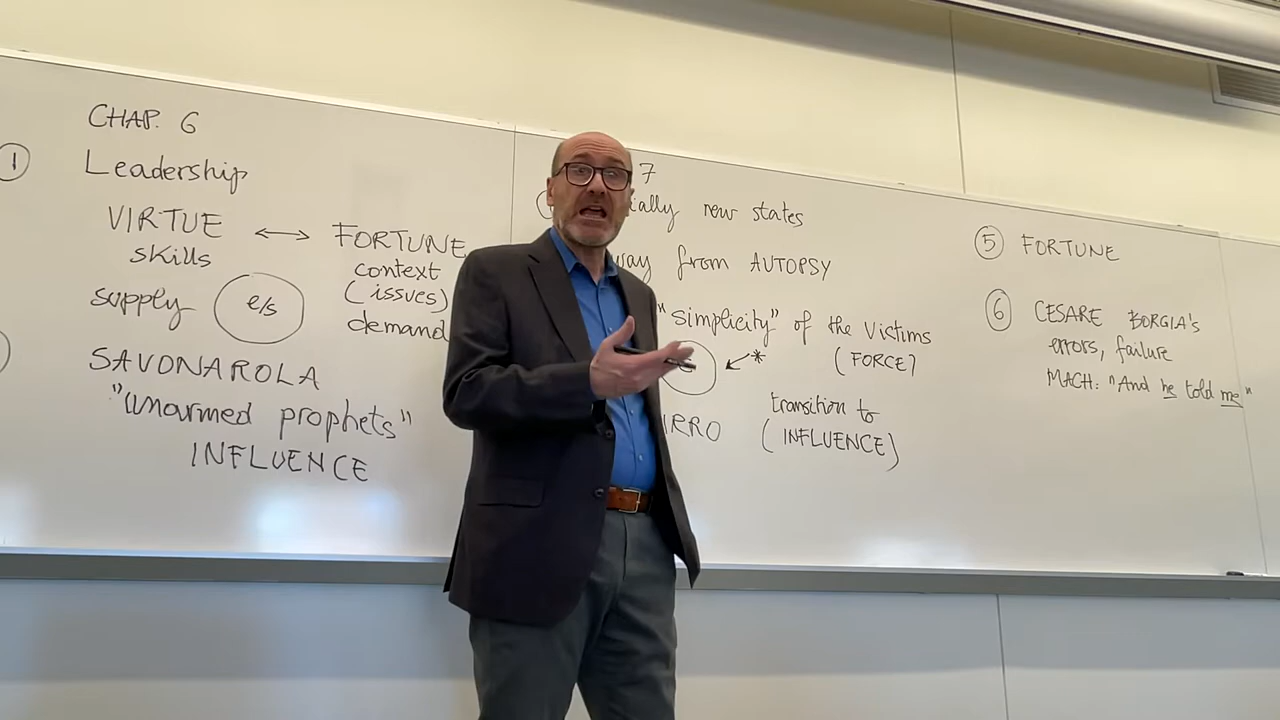 CHAP. 6
1
Leadership
VIRTUE ↔ FORTUNE
skills
context
(issues)
supply
e/s
demand
SAVONAROLA
"unarmed prophets"
INFLUENCE
7
ially new states
way from AUTOPSY
"simplicity" of the victims
(FORCE)
*
IRRO
transition to
(INFLUENCE)
5 FORTUNE
6 CESARE BORGIA's
errors, failure
MACH: "And he told me"